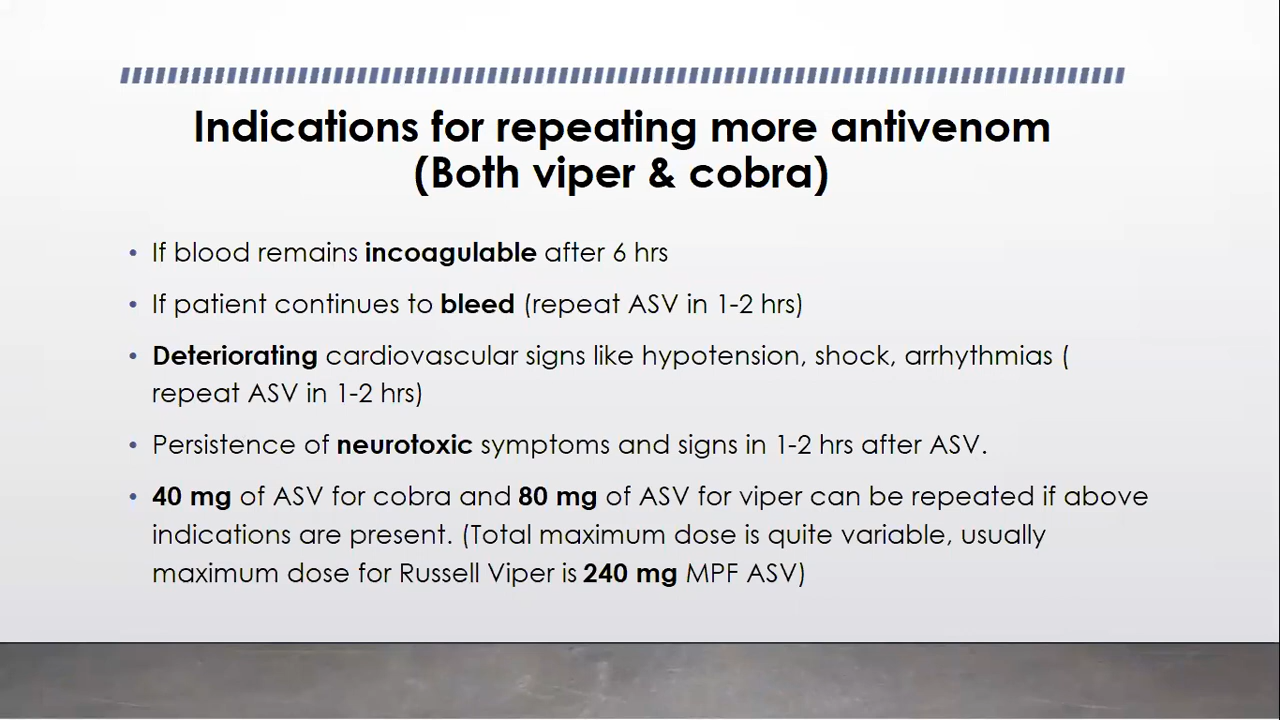 Indications for repeating more antivenom
(Both viper & cobra)
• If blood remains incoagulable after 6 hrs
• If patient continues to bleed (repeat ASV in 1-2 hrs)
• Deteriorating cardiovascular signs like hypotension, shock, arrhythmias (
repeat ASV in 1-2 hrs)
• Persistence of neurotoxic symptoms and signs in 1-2 hrs after ASV.
• 40 mg of ASV for cobra and 80 mg of ASV for viper can be repeated if above
indications are present. (Total maximum dose is quite variable, usually
maximum dose for Russell Viper is 240 mg MPF ASV)